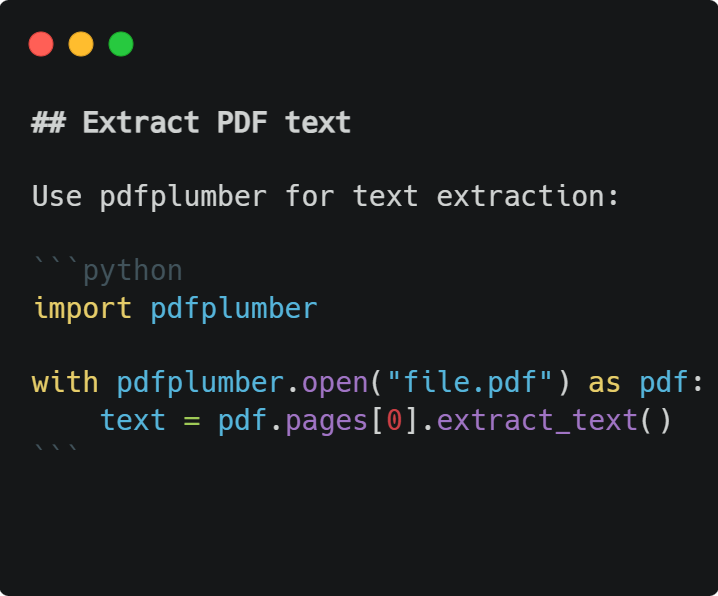 ## Extract PDF text
Use pdfplumber for text extraction:
```python
import pdfplumber
with pdfplumber.open("file.pdf") as pdf:
    text = pdf.pages[0].extract_text()
```